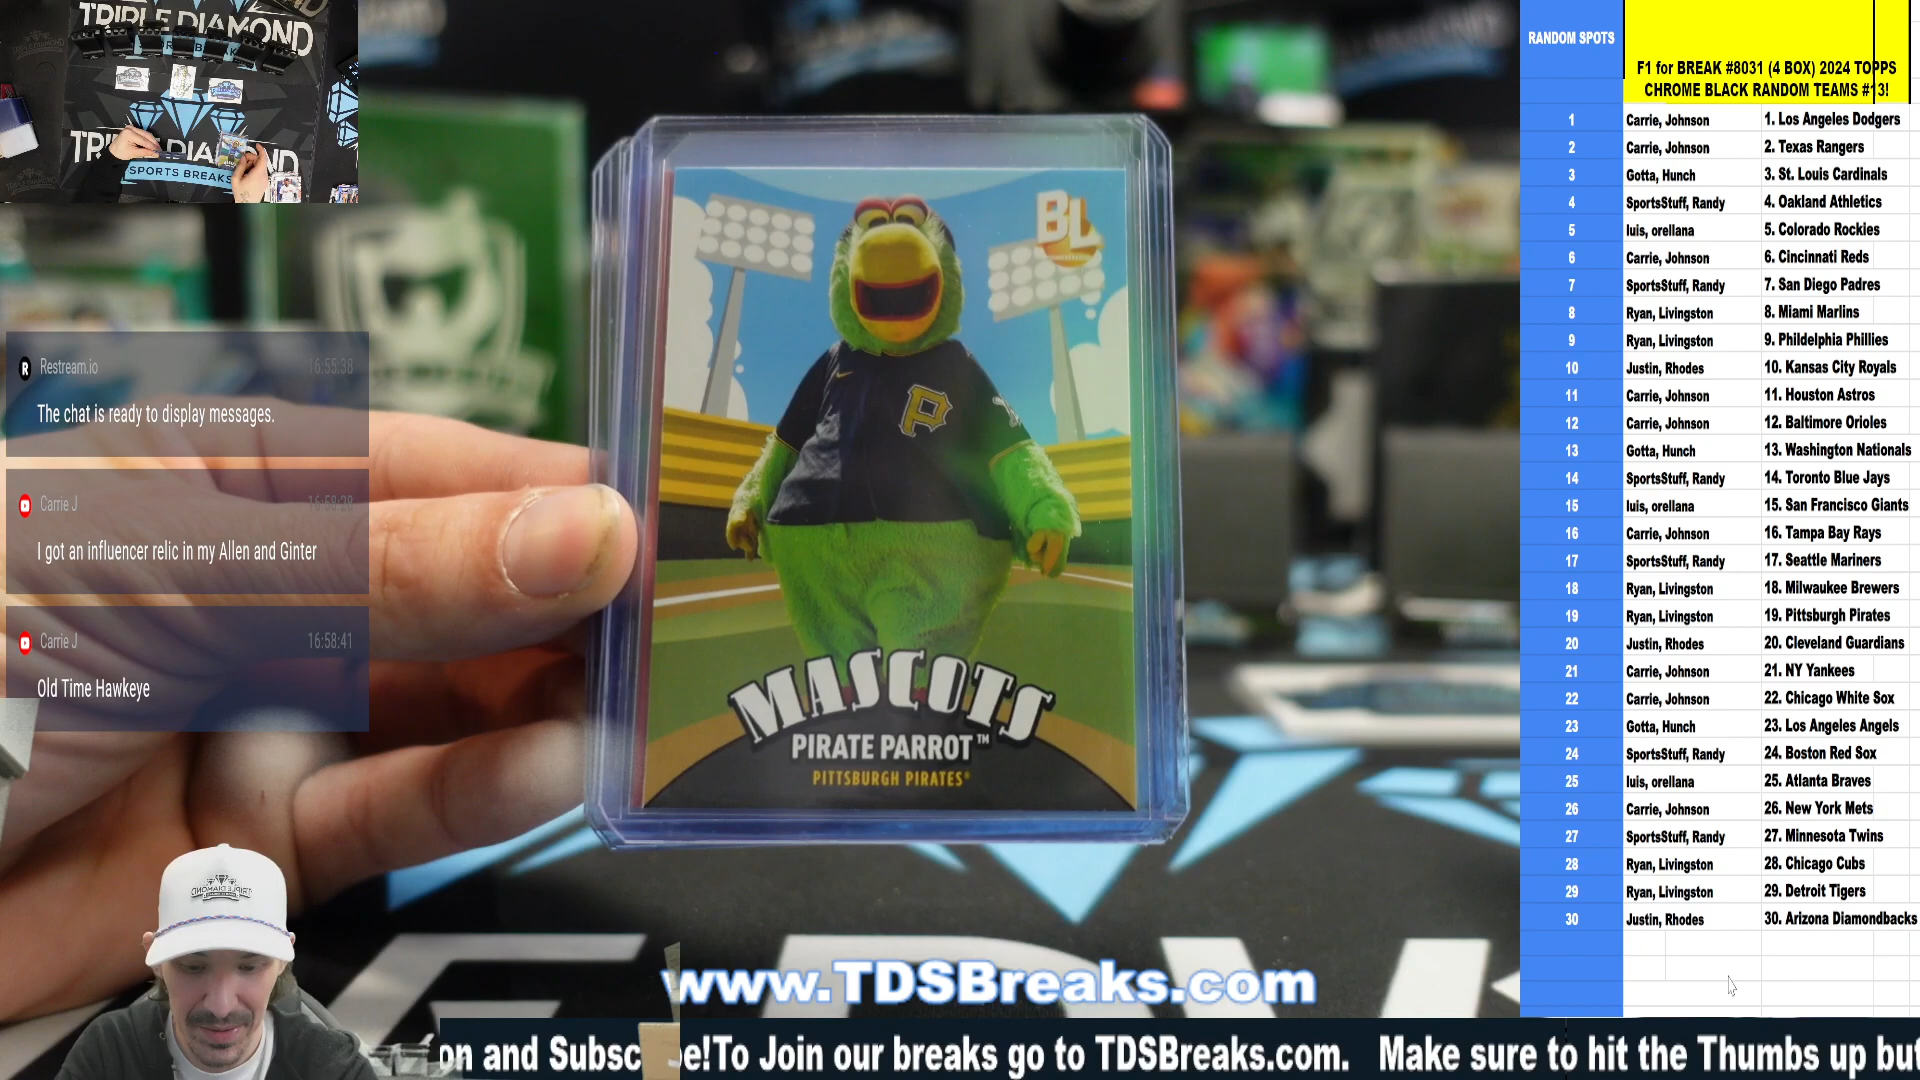 TRIPLE DIAMOND
SPORTS BREAKS
TRIPLE DIAMOND
SPORTS BREAKS
Restream.io
16:55:38
The chat is ready to display messages.
Carrie J
16:58:28
I got an influencer relic in my Allen and Ginter
Carrie J
16:58:41
Old Time Hawkeye
BL
P
MASCOTS
PIRATE PARROT™
PITTSBURGH PIRATES®
www.TDSBreaks.com
on and Subsc e!To Join our breaks go to TDSBreaks.com. Make sure to hit the Thumbs up but
RANDOM SPOTS
F1 for BREAK #8031 (4 BOX) 2024 TOPPS
CHROME BLACK RANDOM TEAMS #13!
1 Carrie, Johnson 1. Los Angeles Dodgers
2 Carrie, Johnson 2. Texas Rangers
3 Gotta, Hunch 3. St. Louis Cardinals
4 SportsStuff, Randy 4. Oakland Athletics
5 luis, orellana 5. Colorado Rockies
6 Carrie, Johnson 6. Cincinnati Reds
7 SportsStuff, Randy 7. San Diego Padres
8 Ryan, Livingston 8. Miami Marlins
9 Ryan, Livingston 9. Phildelphia Phillies
10 Justin, Rhodes 10. Kansas City Royals
11 Carrie, Johnson 11. Houston Astros
12 Carrie, Johnson 12. Baltimore Orioles
13 Gotta, Hunch 13. Washington Nationals
14 SportsStuff, Randy 14. Toronto Blue Jays
15 luis, orellana 15. San Francisco Giants
16 Carrie, Johnson 16. Tampa Bay Rays
17 SportsStuff, Randy 17. Seattle Mariners
18 Ryan, Livingston 18. Milwaukee Brewers
19 Ryan, Livingston 19. Pittsburgh Pirates
20 Justin, Rhodes 20. Cleveland Guardians
21 Carrie, Johnson 21. NY Yankees
22 Carrie, Johnson 22. Chicago White Sox
23 Gotta, Hunch 23. Los Angeles Angels
24 SportsStuff, Randy 24. Boston Red Sox
25 luis, orellana 25. Atlanta Braves
26 Carrie, Johnson 26. New York Mets
27 SportsStuff, Randy 27. Minnesota Twins
28 Ryan, Livingston 28. Chicago Cubs
29 Ryan, Livingston 29. Detroit Tigers
30 Justin, Rhodes 30. Arizona Diamondbacks